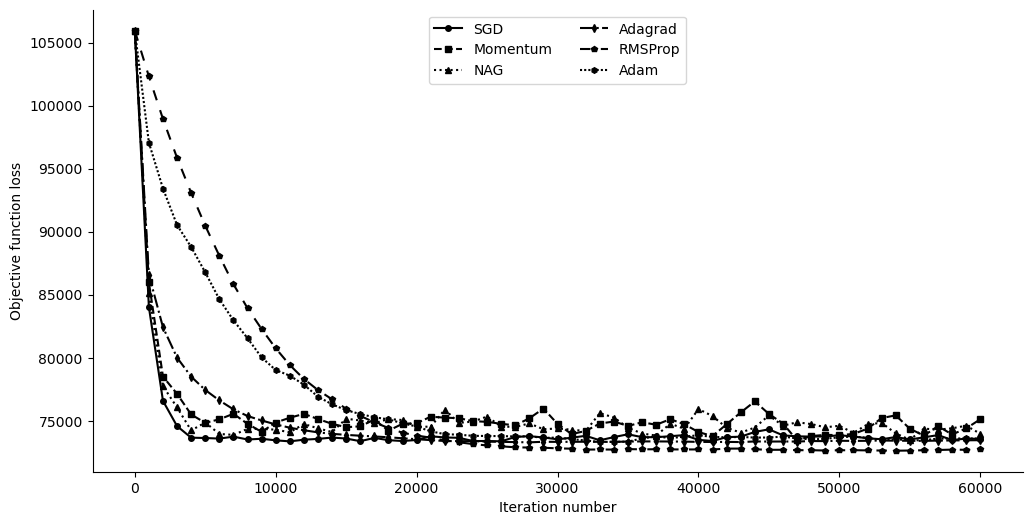 SGD
Momentum
NAG
Adagrad
RMSProp
Adam
Objective function loss
105000
100000
95000
90000
85000
80000
75000
0
10000
20000
30000
40000
50000
60000
Iteration number